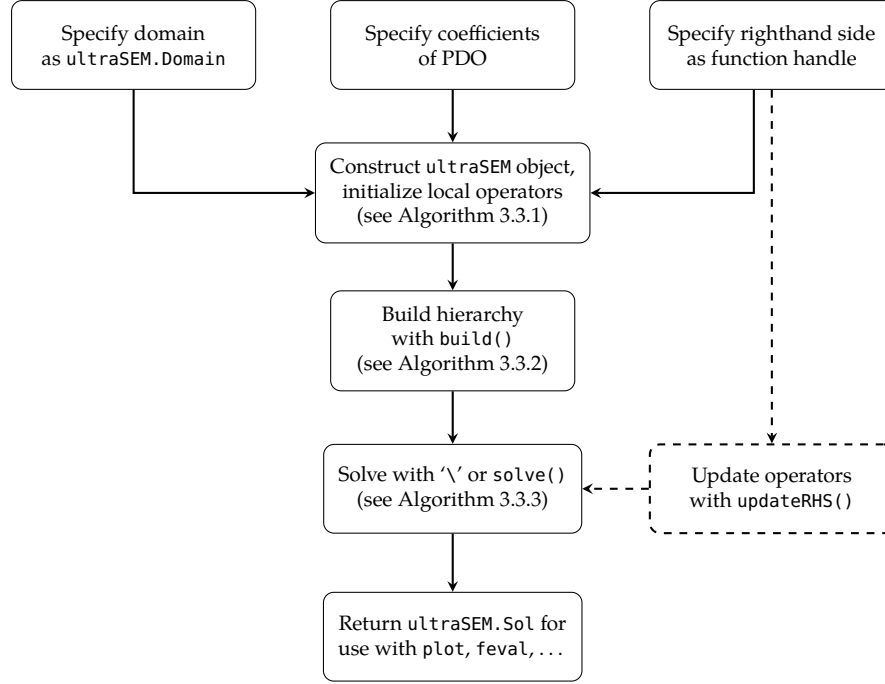 Specify domain
as ultraSEM.Domain
Specify coefficients
of PDO
Specify righthand side
as function handle
Construct ultraSEM object,
initialize local operators
(see Algorithm 3.3.1)
Build hierarchy
with build()
(see Algorithm 3.3.2)
Solve with ‘\’ or solve()
(see Algorithm 3.3.3)
Update operators
with updateRHS()
Return ultraSEM.Sol for
use with plot, feval, ...